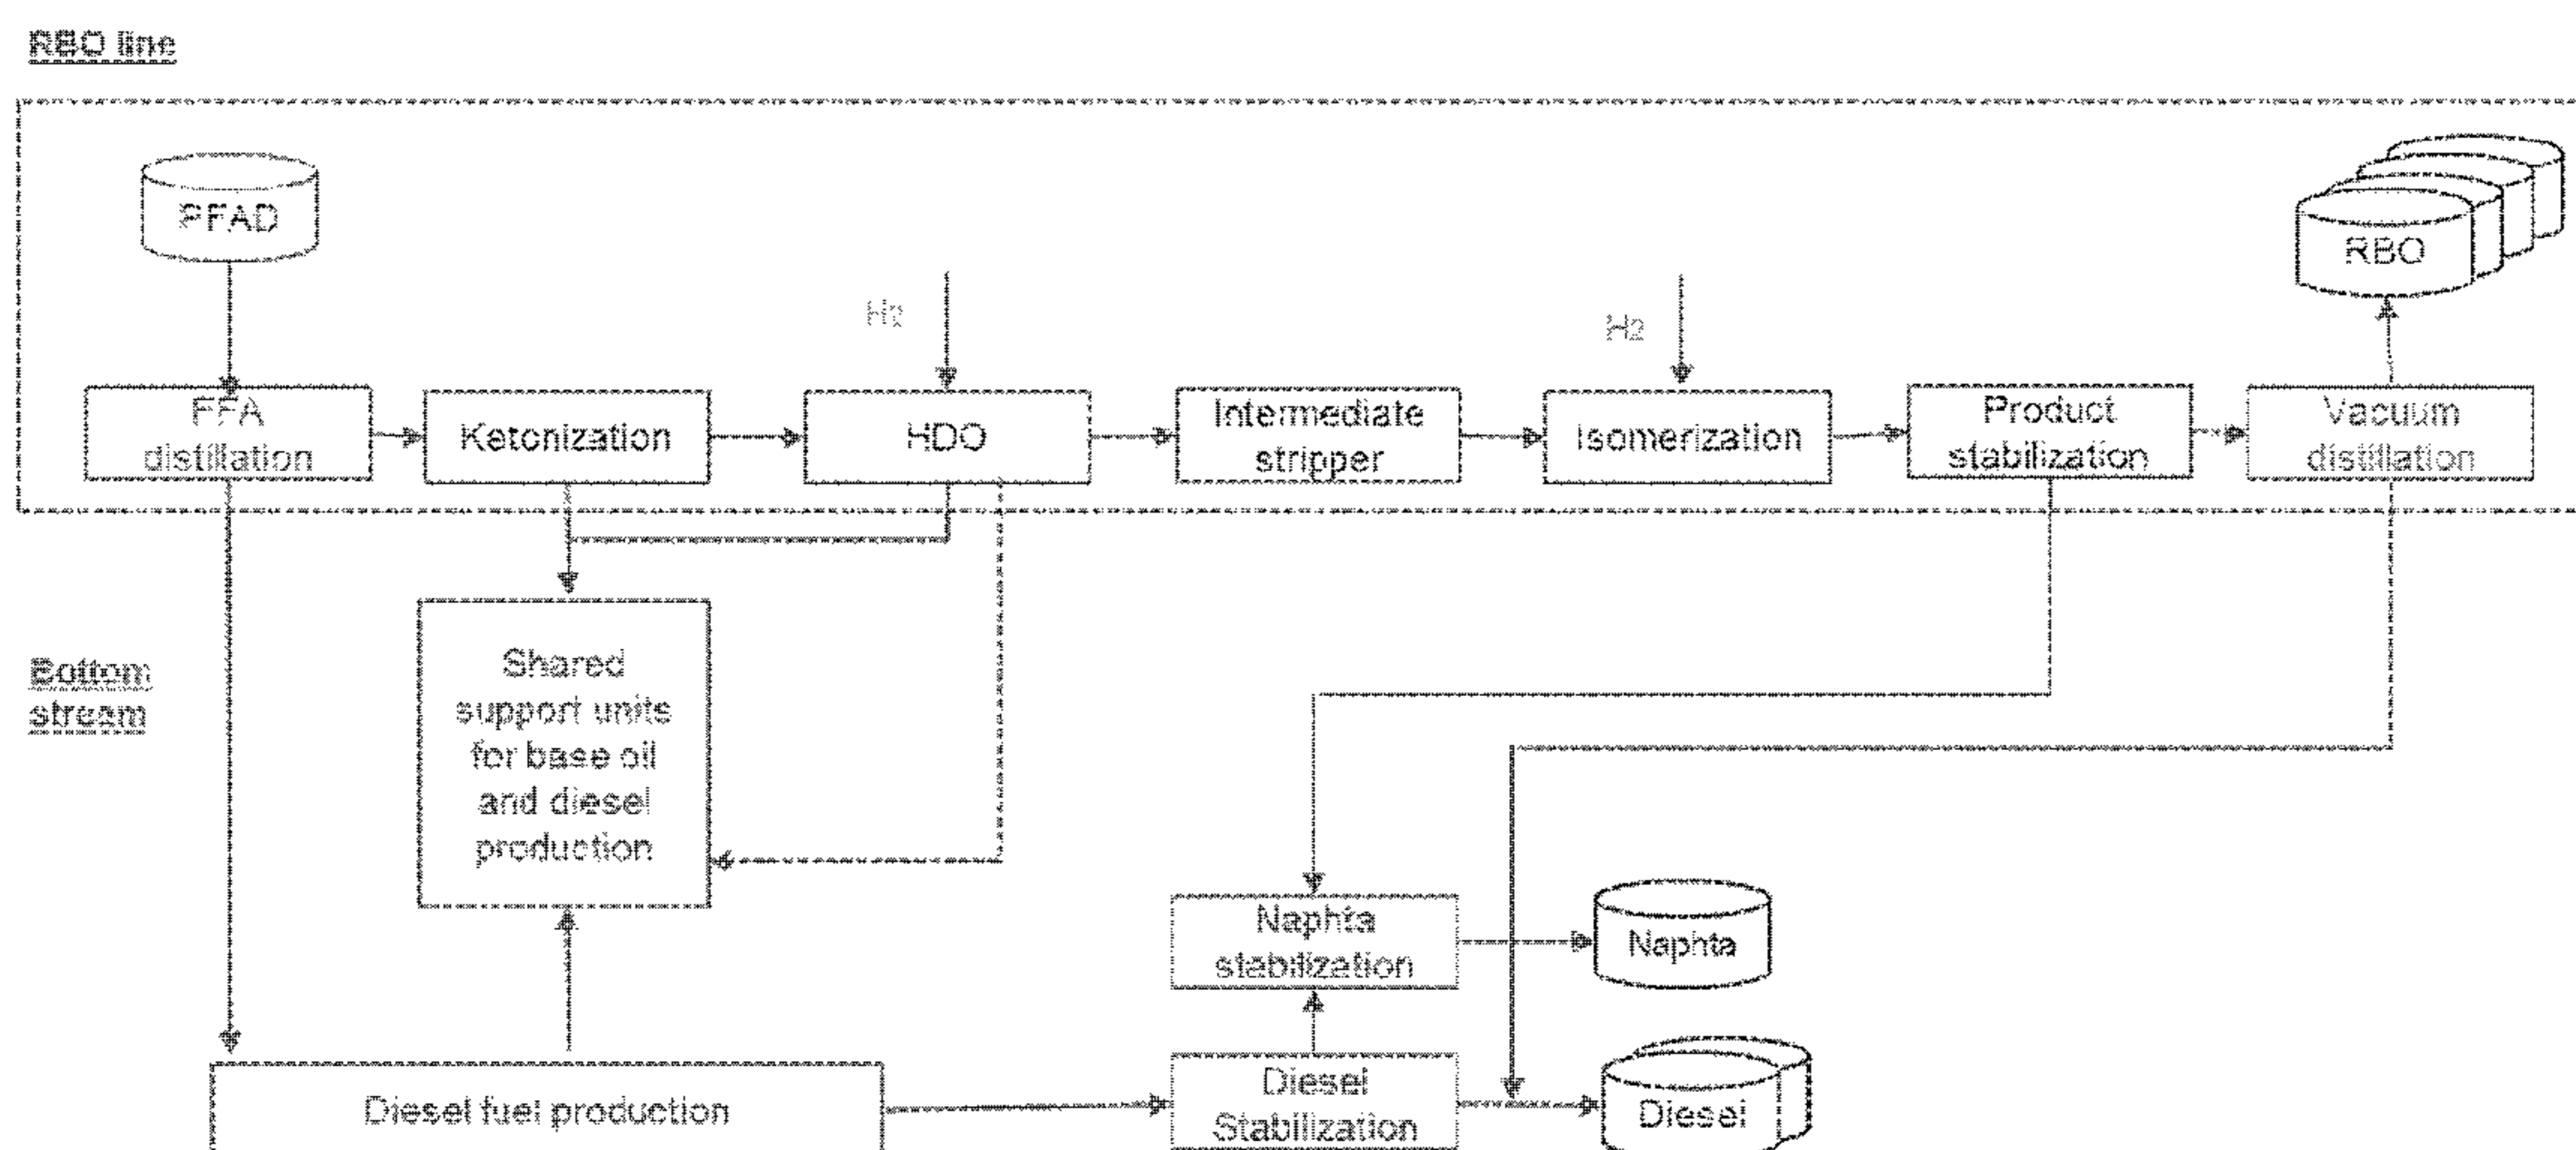 RBO line
PFAD
RBO
H2
H2
FFA
distillation
Ketonization
HDO
Intermediate
stripper
Isomerization
Product
stabilization
Vacuum
distillation
Bottom
stream
Shared
support units
for base oil
and diesel
production
Naphta
stabilization
Naphta
Diesel fuel production
Diesel
Stabilization
Diesel